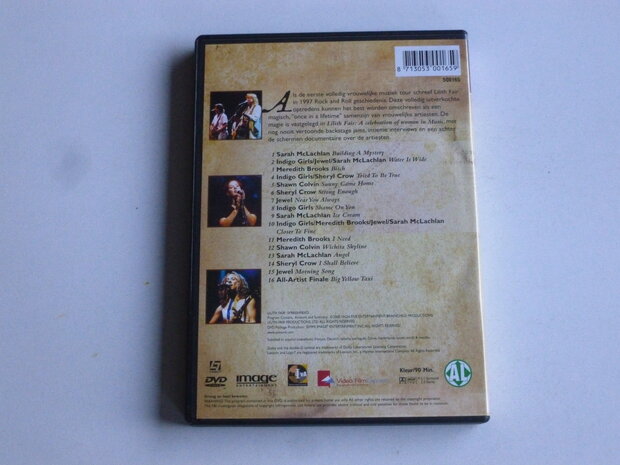 8 713053 001659
500165
Als de eerste volledig vrouwelijke muziek tour schreef Lilith Fair
in 1997 Rock and Roll geschiedenis. Deze volledig uitverkochte
optredens kunnen het best worden omschreven als een
magisch, "once in a lifetime" samenzijn van vrouwelijke artiesten. De
magie is vastgelegd in Lilith Fair: A celebration of women in Music, met
nog nooit vertoonde backstage jams, intieme interviews en een achter
de schermen documentaire over de artiesten.
1 Sarah McLachlan Building A Mystery
2 Indigo Girls/Jewel/Sarah McLachlan Water Is Wide
3 Meredith Brooks Bitch
4 Indigo Girls/Sheryl Crow Tried To Be True
5 Shawn Colvin Sunny Came Home
6 Sheryl Crow Strong Enough
7 Jewel Near You Always
8 Indigo Girls Shame On You
9 Sarah McLachlan Ice Cream
10 Indigo Girls/Meredith Brooks/Jewel/Sarah McLachlan
Closer To Fine
11 Meredith Brooks I Need
12 Shawn Colvin Wichita Skyline
13 Sarah McLachlan Angel
14 Sheryl Crow I Shall Believe
15 Jewel Morning Song
16 All-Artist Finale Big Yellow Taxi
DVD
image
ENTERTAINMENT
Video Film Express
Kleur/90 Min.
AL